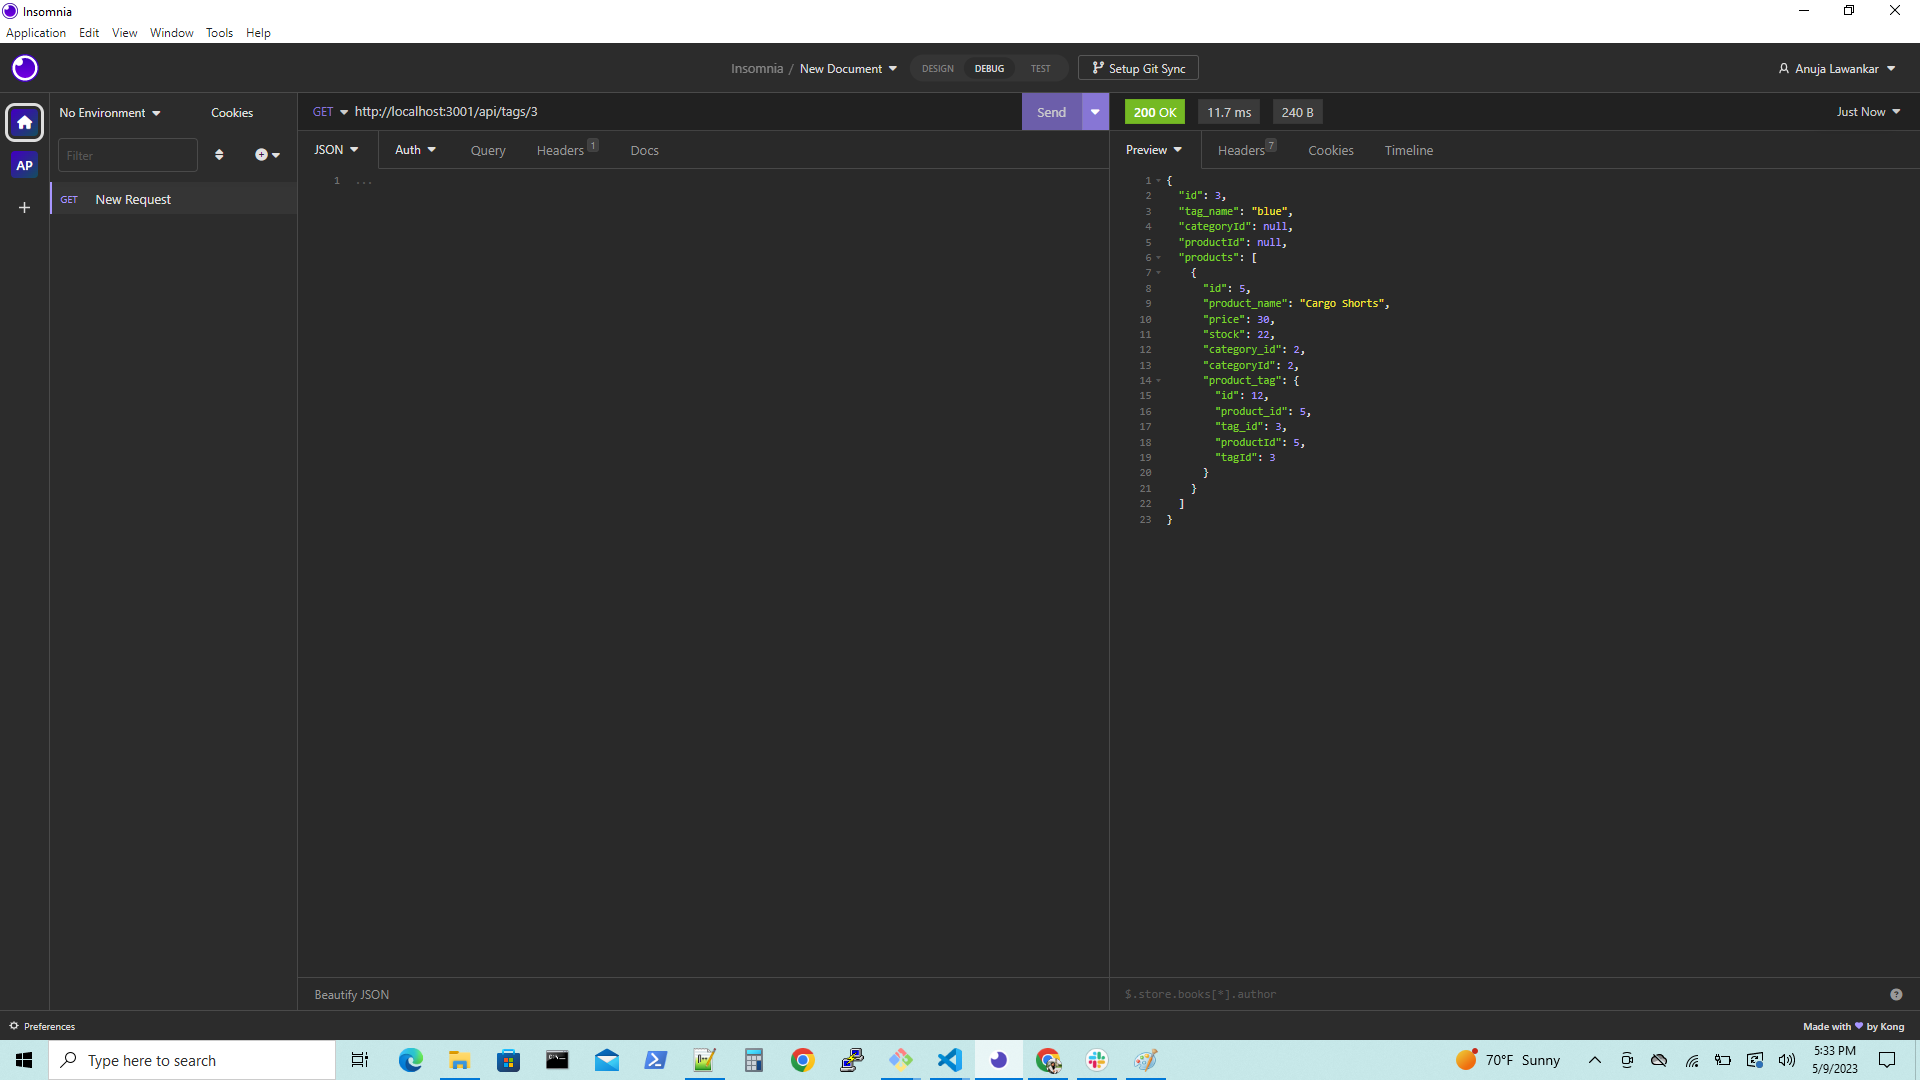 Insomnia
Application Edit View Window Tools Help
Insomnia / New Document DESIGN DEBUG TEST Setup Git Sync Anuja Lawankar
No Environment Cookies GET http://localhost:3001/api/tags/3 Send 200 OK 11.7 ms 240 B Just Now
Filter JSON Auth Query Headers 1 Docs Preview Headers 7 Cookies Timeline
AP
GET New Request
1 ...
1 {
2 "id": 3,
3 "tag_name": "blue",
4 "categoryId": null,
5 "productId": null,
6 "products": [
7 {
8 "id": 5,
9 "product_name": "Cargo Shorts",
10 "price": 30,
11 "stock": 22,
12 "category_id": 2,
13 "categoryId": 2,
14 "product_tag": {
15 "id": 12,
16 "product_id": 5,
17 "tag_id": 3,
18 "productId": 5,
19 "tagId": 3
20 }
21 }
22 ]
23 }
Beautify JSON $.store.books[*].author
Preferences Made with by Kong
Type here to search 70°F Sunny 5:33 PM
5/9/2023